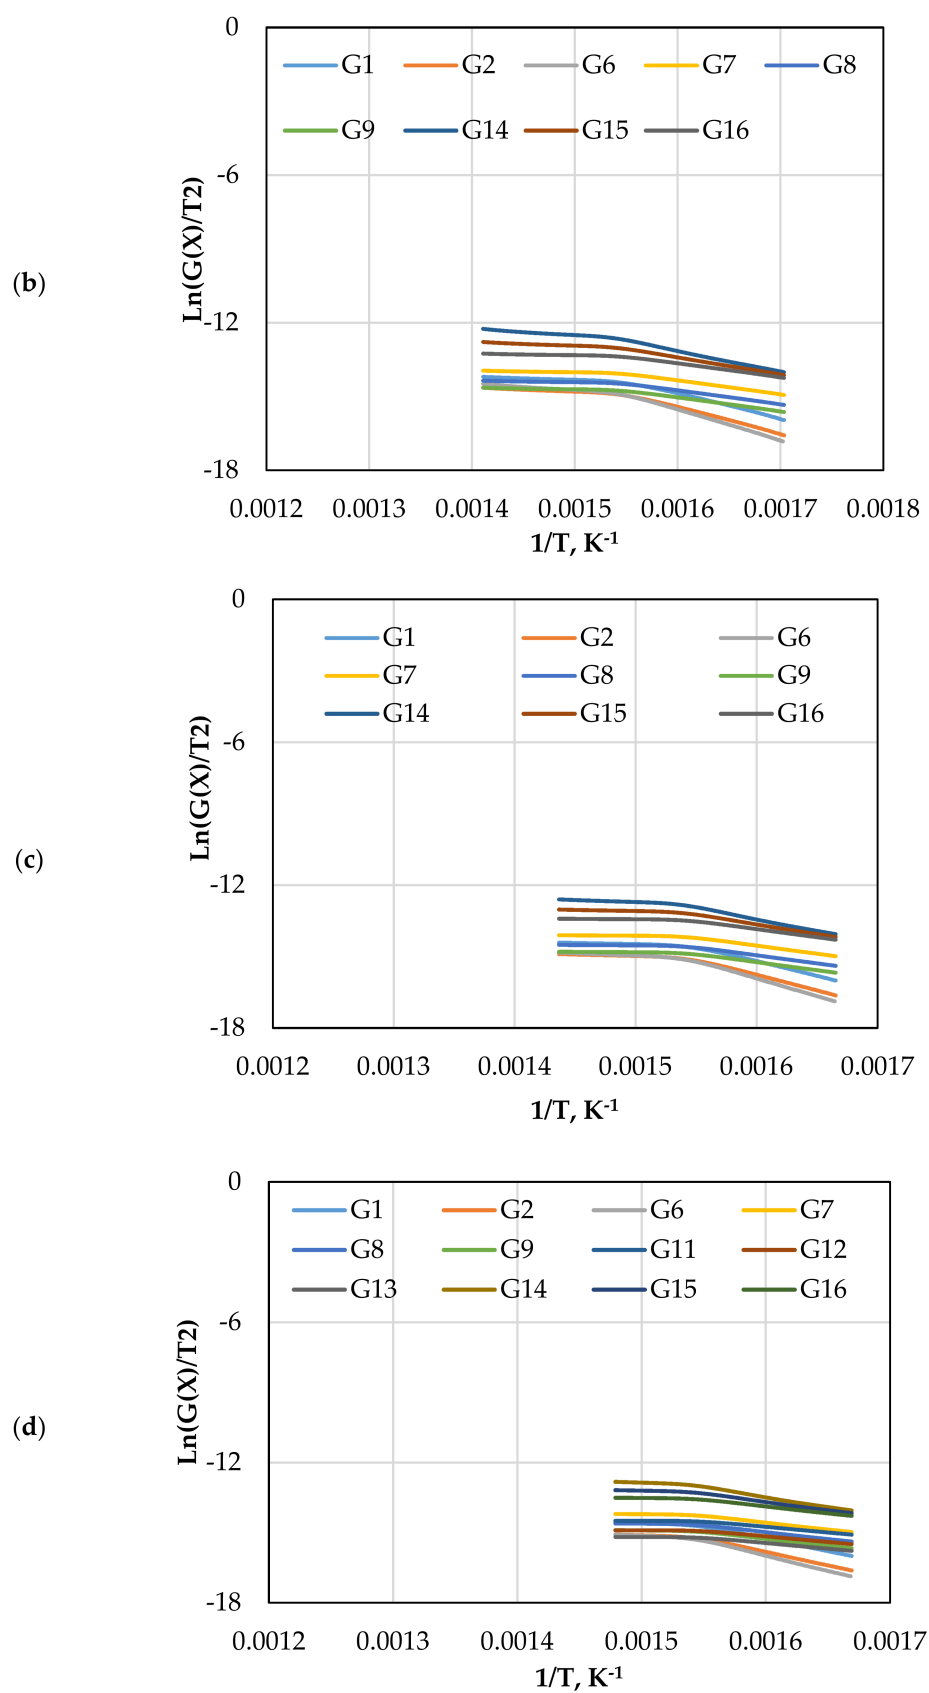 0
G1 G2 G6 G7 G8
G9 G14 G15 G16
-6
Ln(G(X)/T2)
(b)
-12
-18
0.0012 0.0013 0.0014 0.0015 0.0016 0.0017 0.0018
1/T, K-1
0
G1 G2 G6
G7 G8 G9
G14 G15 G16
-6
Ln(G(X)/T2)
(c)
-12
-18
0.0012 0.0013 0.0014 0.0015 0.0016 0.0017
1/T, K-1
0
G1 G2 G6 G7
G8 G9 G11 G12
G13 G14 G15 G16
-6
Ln(G(X)/T2)
(d)
-12
-18
0.0012 0.0013 0.0014 0.0015 0.0016 0.0017
1/T, K-1